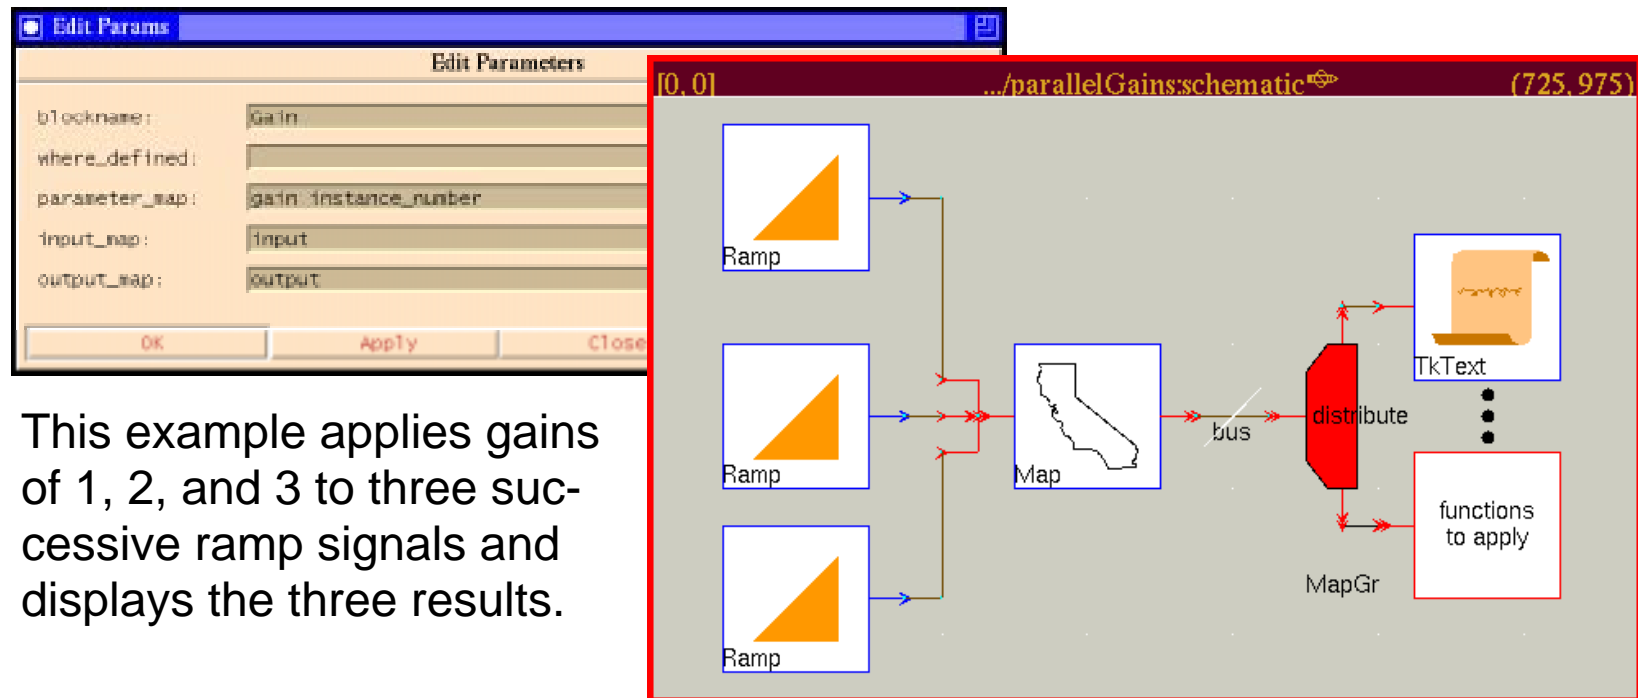 Edit Params
Edit Parameters
blockname: Gain
where_defined:
parameter_map: gain instance_number
input_map: input
output_map: output
OK Apply Close
This example applies gains
of 1, 2, and 3 to three suc-
cessive ramp signals and
displays the three results.
[0, 0] .../parallelGains:schematic (725, 975)
Ramp
Ramp
Ramp
Map
bus
distribute
TkText
functions
to apply
MapGr